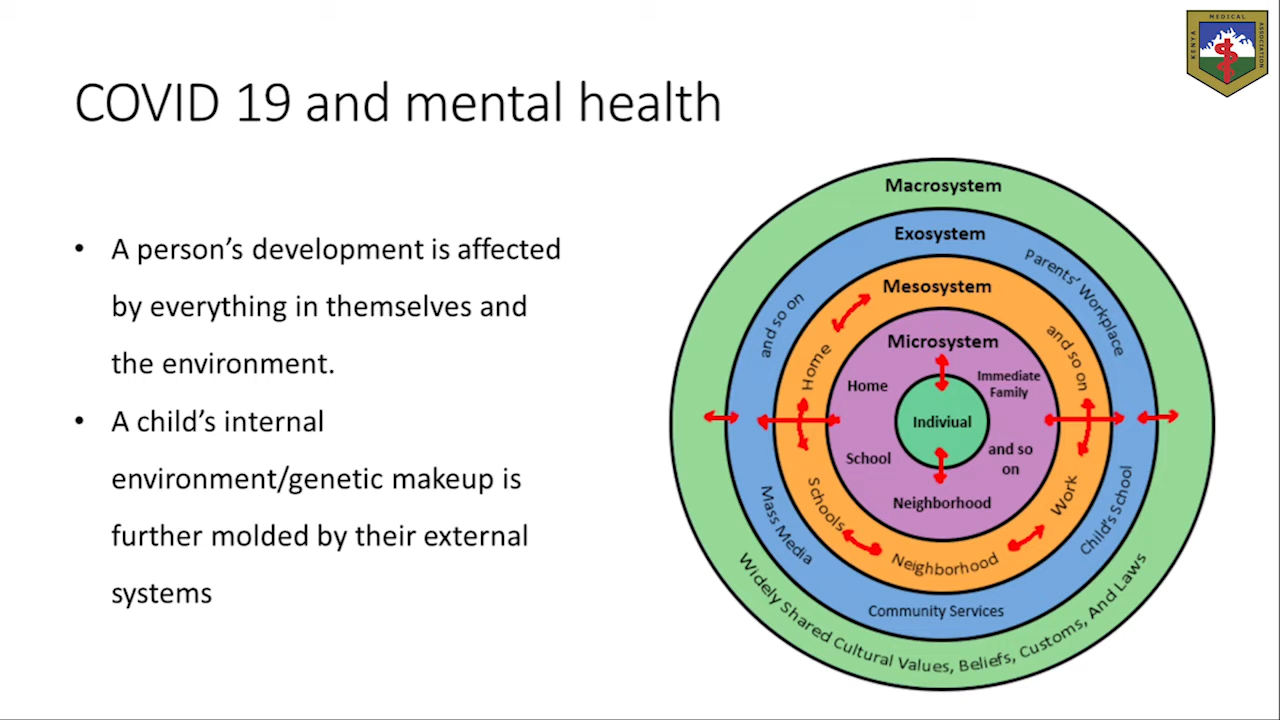 KENYA MEDICAL ASSOCIATION
COVID 19 and mental health
• A person’s development is affected
by everything in themselves and
the environment.
• A child’s internal
environment/genetic makeup is
further molded by their external
systems
Macrosystem
Exosystem
Parents’ Workplace
and so on
Mesosystem
and so on
Home
Microsystem
Immediate
Family
Home
Indiviual
and so
on
School
Neighborhood
Work
Schools
Neighborhood
Child’s School
Mass Media
Community Services
Widely Shared Cultural Values, Beliefs, Customs, And Laws